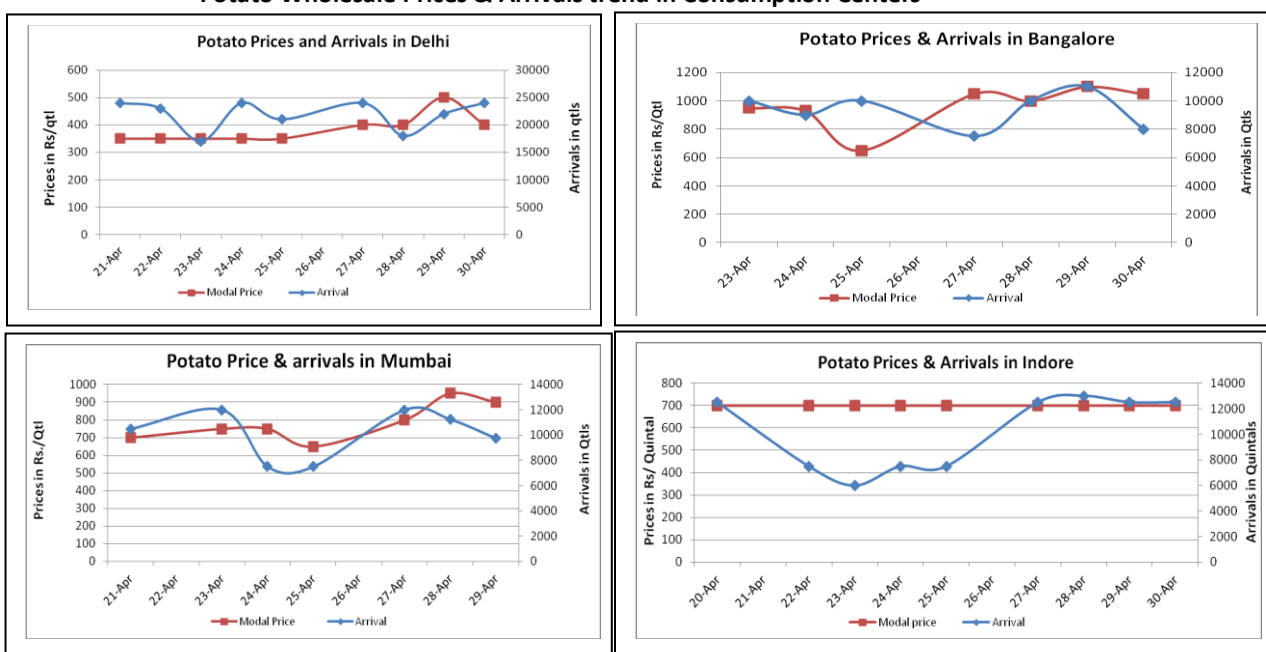 Potato Wholesale Prices & Arrivals trend in Consumption Centers
Potato Prices and Arrivals in Delhi
Prices in Rs/qtl
600
500
400
300
200
100
0
30000
25000
20000
15000
10000
5000
0
Arrivals in qtls
21-Apr
22-Apr
23-Apr
24-Apr
25-Apr
26-Apr
27-Apr
28-Apr
29-Apr
30-Apr
Modal Price
Arrival
Potato Prices & Arrivals in Bangalore
Prices in Rs/Qtl
1200
1000
800
600
400
200
0
12000
10000
8000
6000
4000
2000
0
Arrivals in Qtls
23-Apr
24-Apr
25-Apr
26-Apr
27-Apr
28-Apr
29-Apr
30-Apr
Modal Price
Arrival
Potato Price & arrivals in Mumbai
Prices in Rs,/Qtl
1000
900
800
700
600
500
400
300
200
100
0
14000
12000
10000
8000
6000
4000
2000
0
Arrivals in Qtls
21-Apr
22-Apr
23-Apr
24-Apr
25-Apr
26-Apr
27-Apr
28-Apr
29-Apr
Modal Price
Arrival
Potato Prices & Arrivals in Indore
Prices in Rs/ Quintal
800
700
600
500
400
300
200
100
0
14000
12000
10000
8000
6000
4000
2000
0
Arrivals in Quintals
20-Apr
21-Apr
22-Apr
23-Apr
24-Apr
25-Apr
26-Apr
27-Apr
28-Apr
29-Apr
30-Apr
Modal price
Arrival